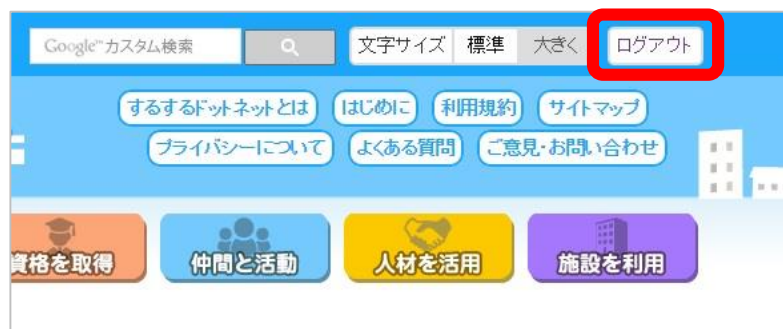 Google™カスタム検索 文字サイズ 標準 大きく ログアウト
するするドットネットとは はじめに 利用規約 サイトマップ
プライバシーについて よくある質問 ご意見・お問い合わせ
資格を取得 仲間と活動 人材を活用 施設を利用